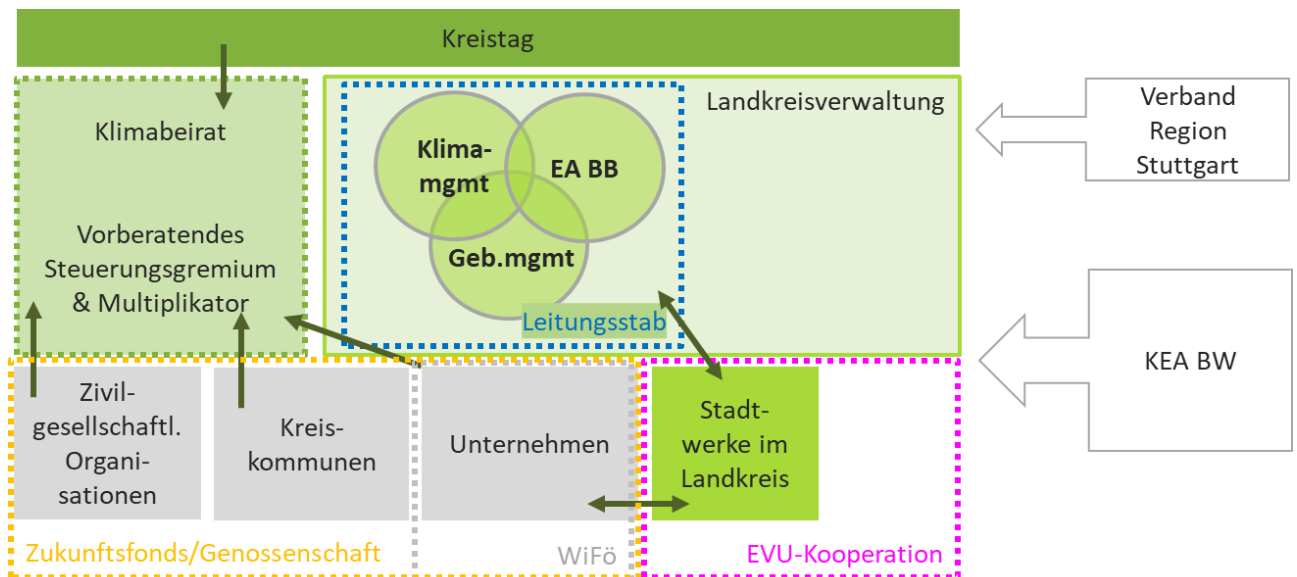 Kreistag
Klimabeirat
Vorberatendes
Steuerungsgremium
& Multiplikator
Landkreisverwaltung
Klima-
mgmt
EA BB
Geb.mgmt
Leitungsstab
Verband
Region
Stuttgart
KEA BW
Zivil-
gesellschaftl.
Organi-
sationen
Kreis-
kommunen
Unternehmen
Stadt-
werke im
Landkreis
Zukunftsfonds/Genossenschaft
WiFö
EVU-Kooperation